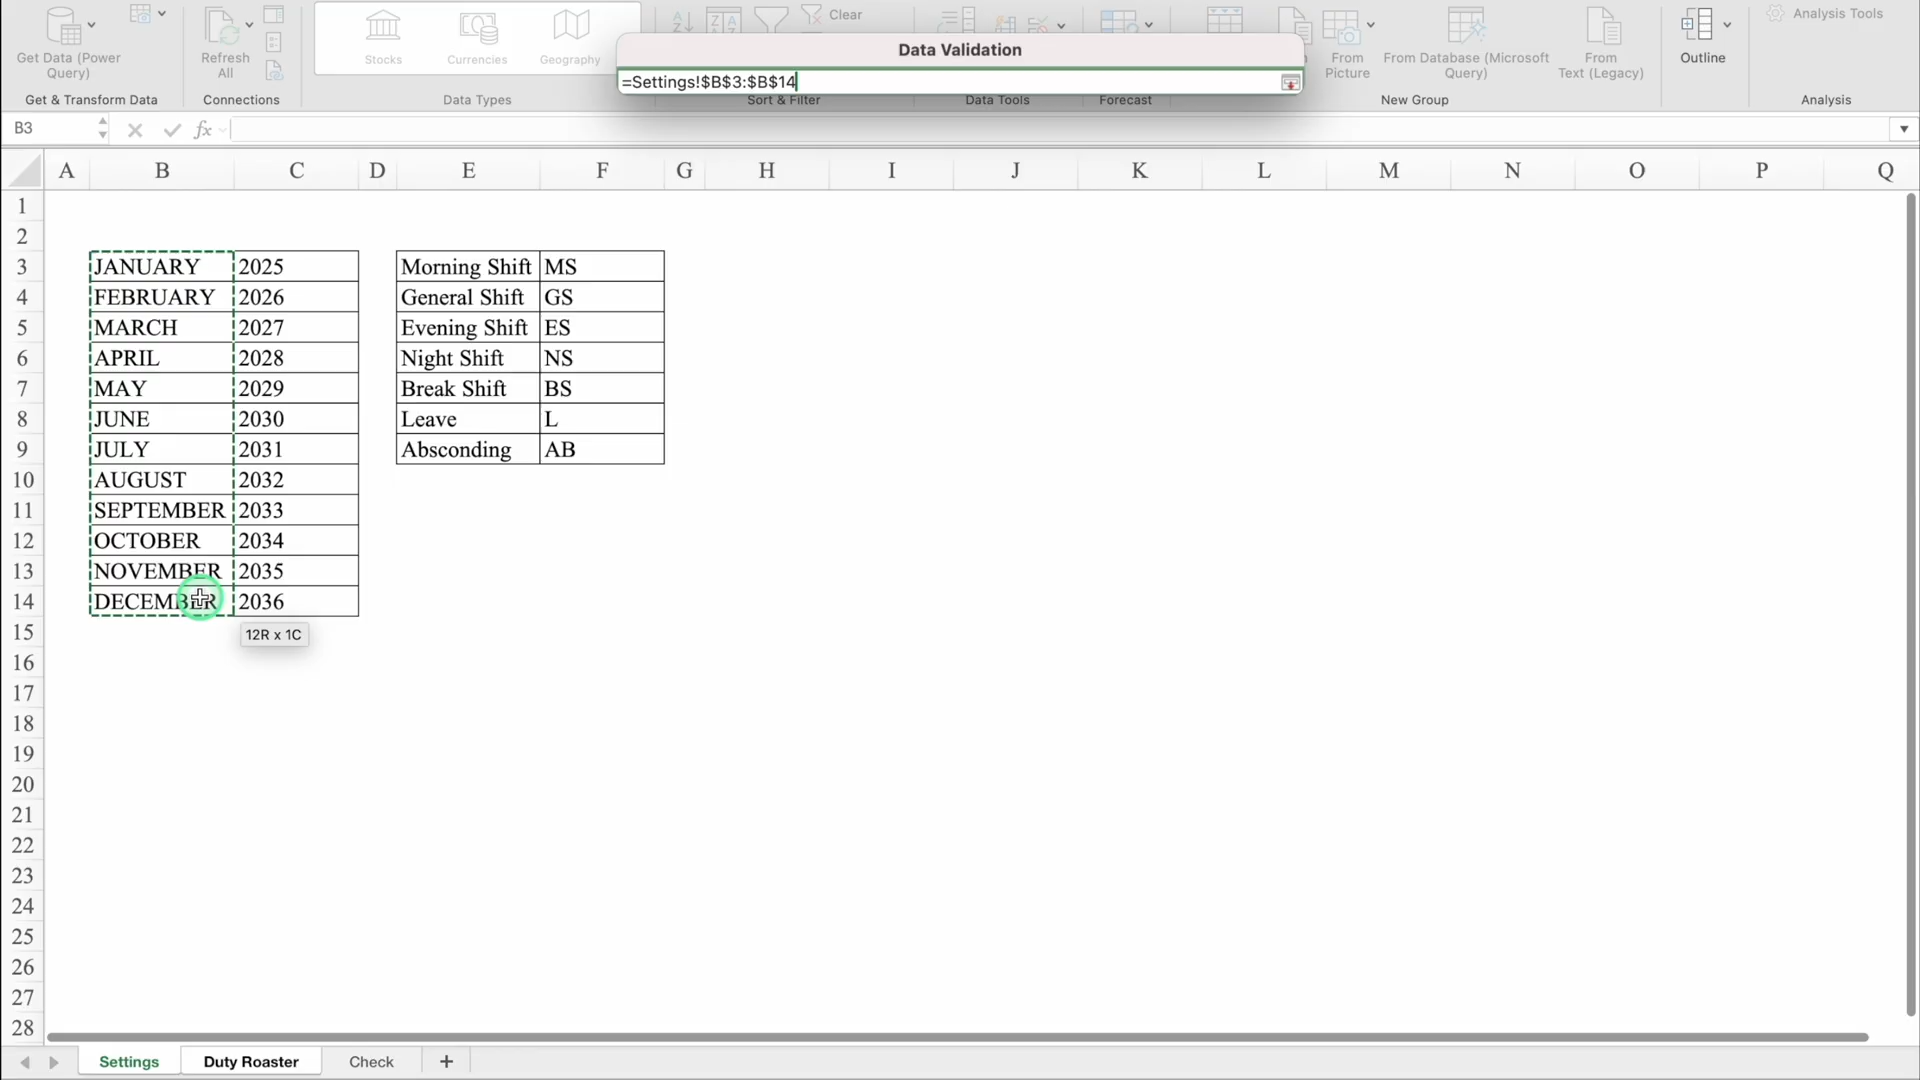 Get Data (Power
Query)
Get & Transform Data
Refresh
All
Connections
Stocks
Currencies
Geography
Data Types
Clear
Sort & Filter
Data Tools
Forecast
From
Picture
From Database (Microsoft
Query)
From
Text (Legacy)
New Group
Outline
Analysis Tools
Analysis
Data Validation
=Settings!$B$3:$B$14
B3
fx
A B C D E F G H I J K L M N O P Q
1
2
3 JANUARY 2025 Morning Shift MS
4 FEBRUARY 2026 General Shift GS
5 MARCH 2027 Evening Shift ES
6 APRIL 2028 Night Shift NS
7 MAY 2029 Break Shift BS
8 JUNE 2030 Leave L
9 JULY 2031 Absconding AB
10 AUGUST 2032
11 SEPTEMBER 2033
12 OCTOBER 2034
13 NOVEMBER 2035
14 DECEMBER 2036
15
12R x 1C
16
17
18
19
20
21
22
23
24
25
26
27
28
Settings Duty Roaster Check +